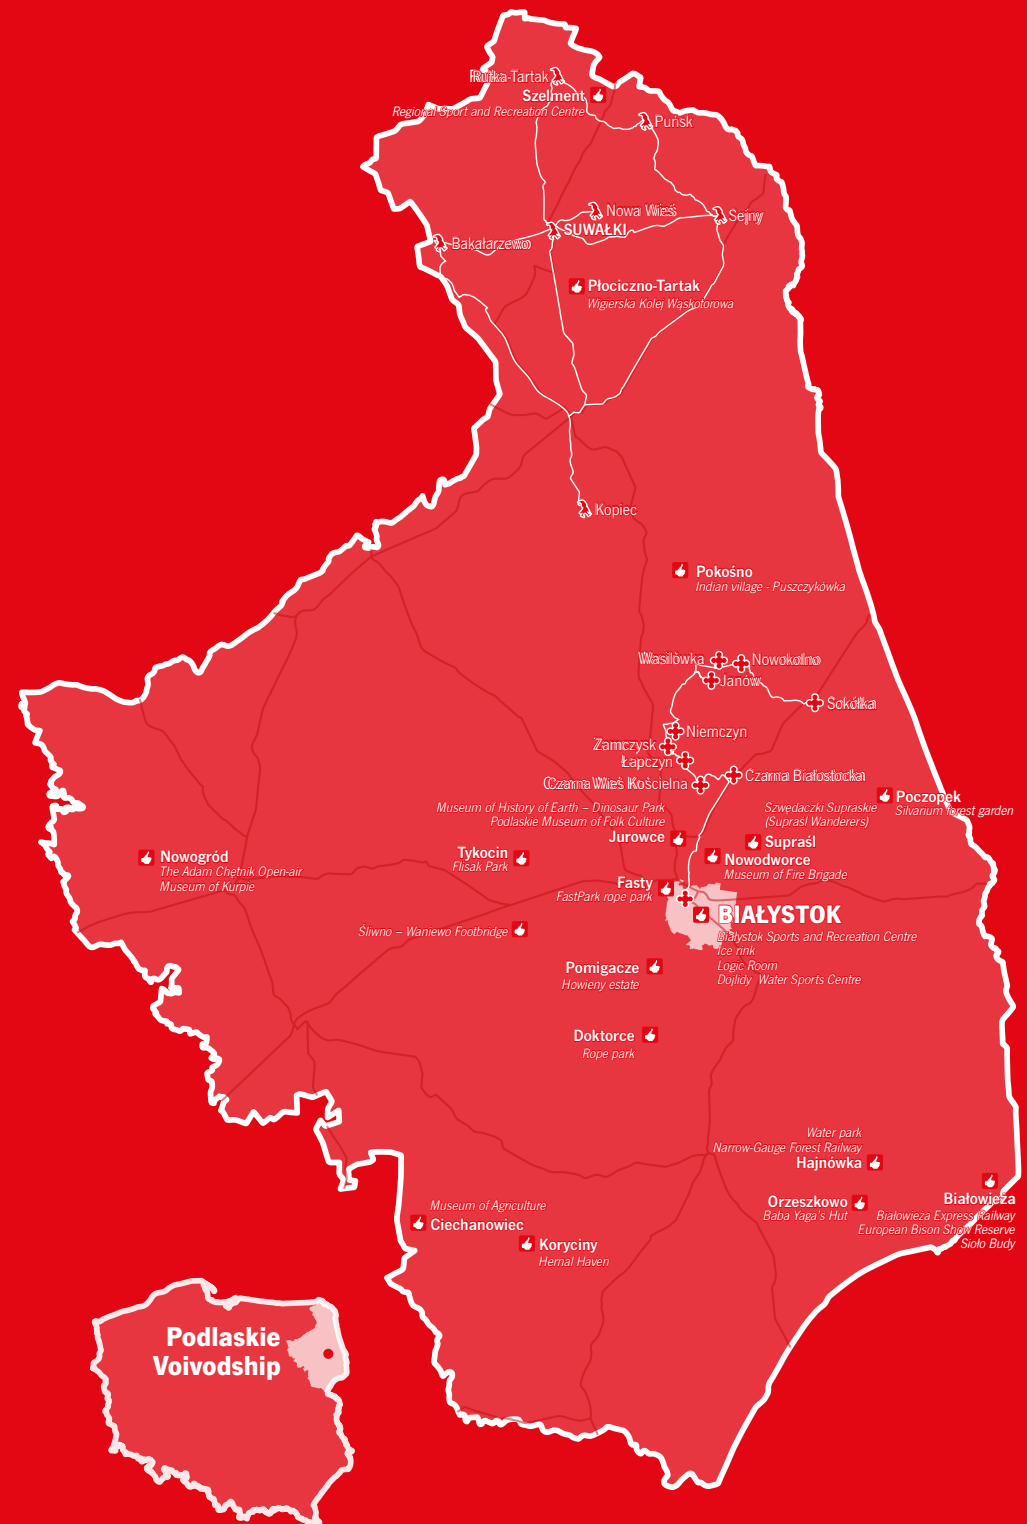 Rutka-Tartak
Szelment
Regional Sport and Recreation Centre
Puńsk
Nowa Wieś
Sejny
SUWAŁKI
Bakałarzewo
Płociczno-Tartak
Wigierska Kolej Wąskotorowa
Kopiec
Pokośno
Indian village - Puszczykówka
Wasilówka
Nowokolno
Janów
Sokółka
Niemczyn
Zamczysk
Łapczyn
Czarna Białostocka
Czarna Wieś Kościelna
Poczopek
Silvarium forest garden
Museum of History of Earth – Dinosaur Park
Podlaskie Museum of Folk Culture
Jurowce
Szwędaczki Supraskie
(Supraśl Wanderers)
Supraśl
Nowodworce
Museum of Fire Brigade
Nowogród
The Adam Chętnik Open-air
Museum of Kurpie
Tykocin
Flisak Park
Fasty
FastPark rope park
BIAŁYSTOK
Białystok Sports and Recreation Centre
Ice rink
Logic Room
Dojlidy Water Sports Centre
Śliwno – Waniewo Footbridge
Pomigacze
Howieny estate
Doktorce
Rope park
Water park
Narrow-Gauge Forest Railway
Hajnówka
Orzeszkowo
Baba Yaga's Hut
Białowieża
Białowieża Express Railway
European Bison Show Reserve
Sioło Budy
Museum of Agriculture
Ciechanowiec
Koryciny
Hernal Haven
Podlaskie
Voivodship